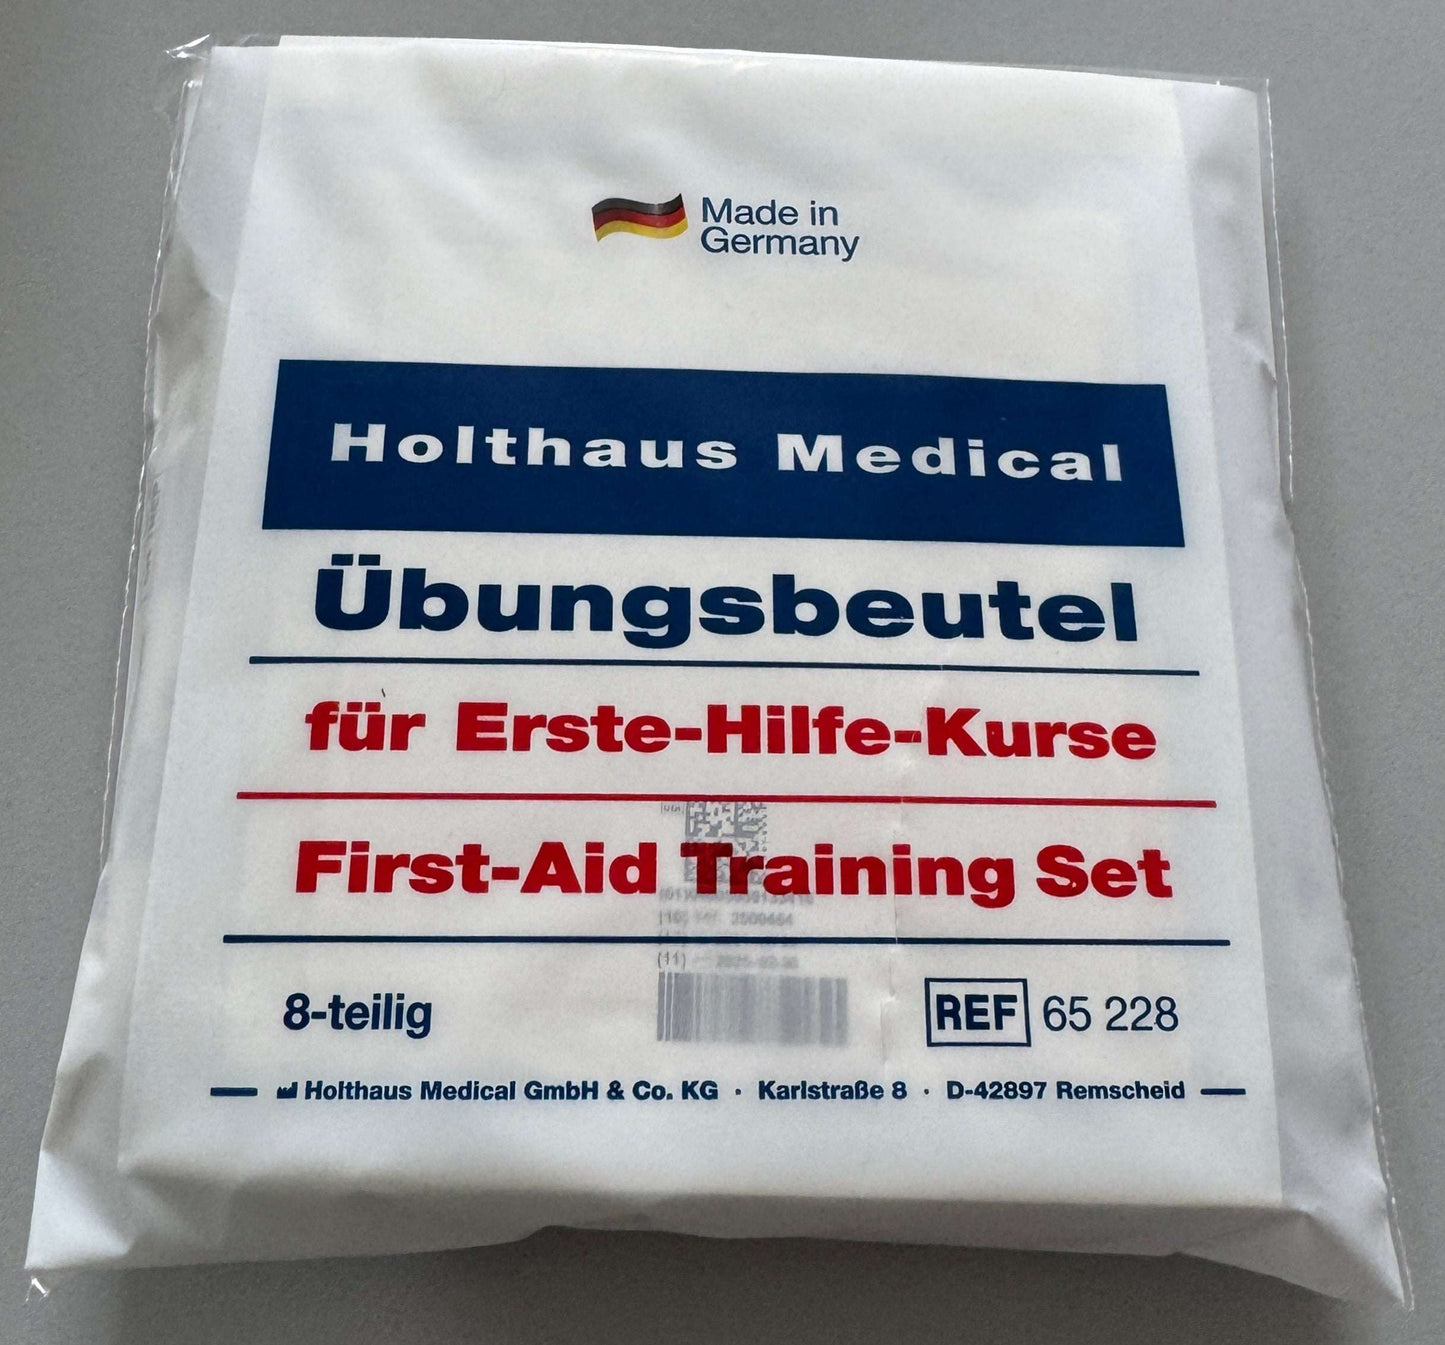 Made in
Germany
Holthaus Medical
Übungsbeutel
für Erste-Hilfe-Kurse
First-Aid Training Set
(11)
8-teilig
REF 65 228
Holthaus Medical GmbH & Co. KG · Karlstraße 8 · D-42897 Remscheid